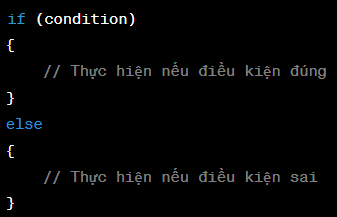 if (condition)
{
// Thực hiện nếu điều kiện đúng
}
else
{
// Thực hiện nếu điều kiện sai
}